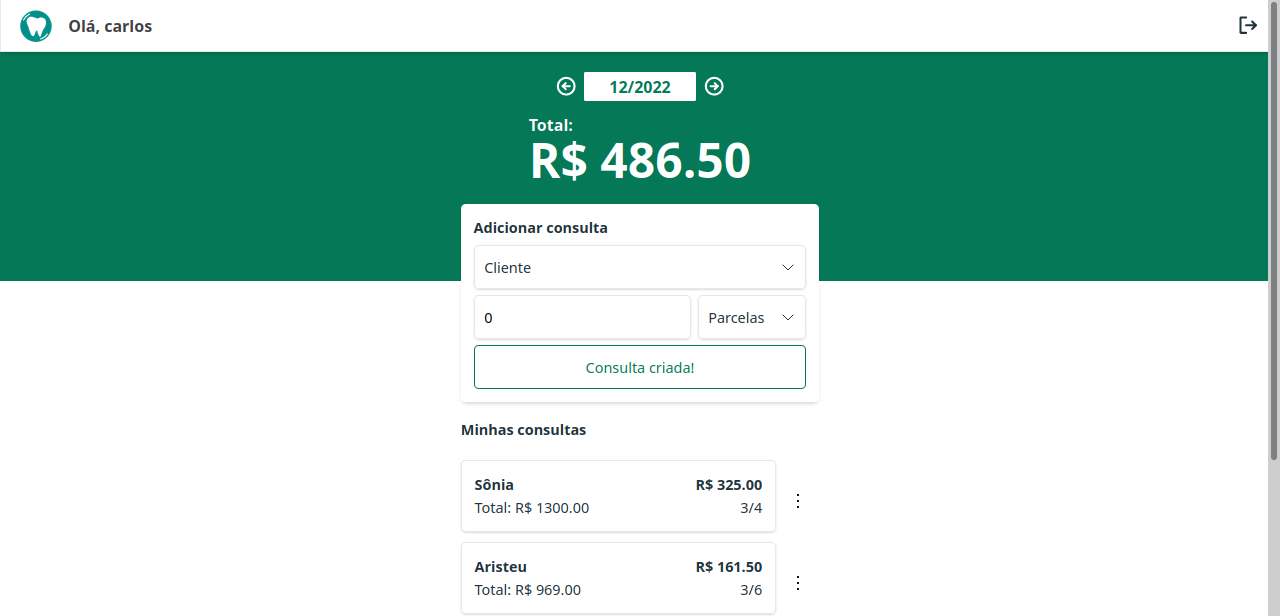 Olá, carlos
12/2022
Total:
R$ 486.50
Adicionar consulta
Cliente
0 Parcelas
Consulta criada!
Minhas consultas
Sônia R$ 325.00
Total: R$ 1300.00 3/4
Aristeu R$ 161.50
Total: R$ 969.00 3/6